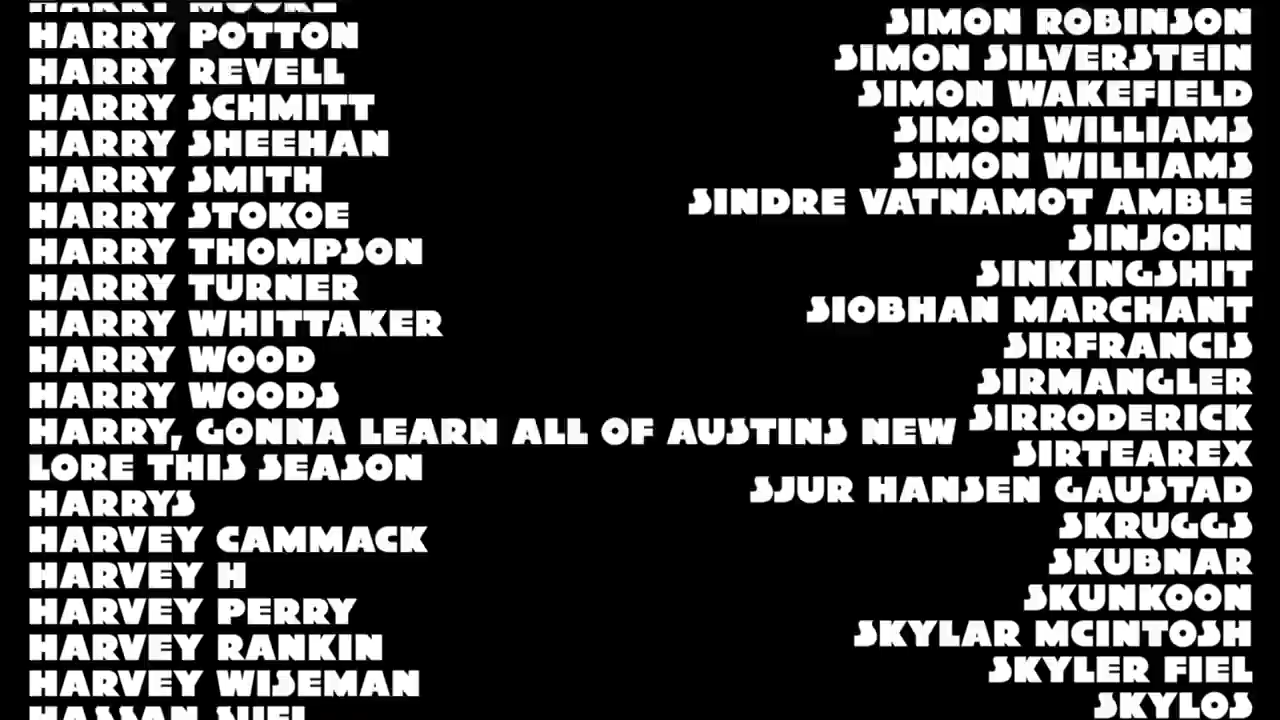 HARRY MOORE
HARRY POTTON
HARRY REVELL
HARRY SCHMITT
HARRY SHEEHAN
HARRY SMITH
HARRY STOKOE
HARRY THOMPSON
HARRY TURNER
HARRY WHITTAKER
HARRY WOOD
HARRY WOODS
HARRY, GONNA LEARN ALL OF AUSTINS NEW
LORE THIS SEASON
HARRYS
HARVEY CAMMACK
HARVEY H
HARVEY PERRY
HARVEY RANKIN
HARVEY WISEMAN
HASSAN
SIMON ROBINSON
SIMON SILVERSTEIN
SIMON WAKEFIELD
SIMON WILLIAMS
SIMON WILLIAMS
SINDRE VATNAMOT AMBLE
SINJOHN
SINKINGSHIT
SIOBHAN MARCHANT
SIRFRANCIS
SIRMANGLER
SIRRODERICK
SIRTEAREX
SJUR HANSEN GAUSTAD
SKRUGGS
SKUBNAR
SKUNKOON
SKYLAR MCINTOSH
SKYLER FIEL
SKYLOS